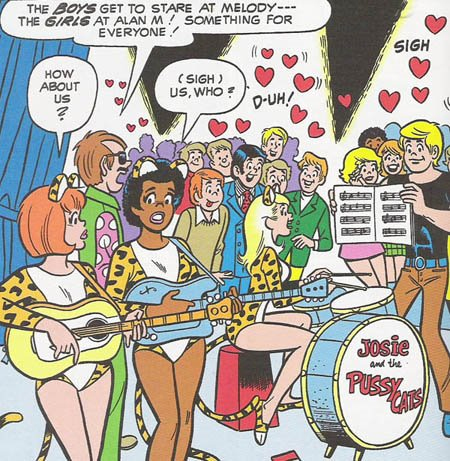 THE BOYS GET TO STARE AT MELODY---
THE GIRLS AT ALAN M! SOMETHING FOR
EVERYONE!
HOW
ABOUT
US
?
(SIGH)
US, WHO?
D-UH!
SIGH
JOSIE
and the
PUSSY
CATS